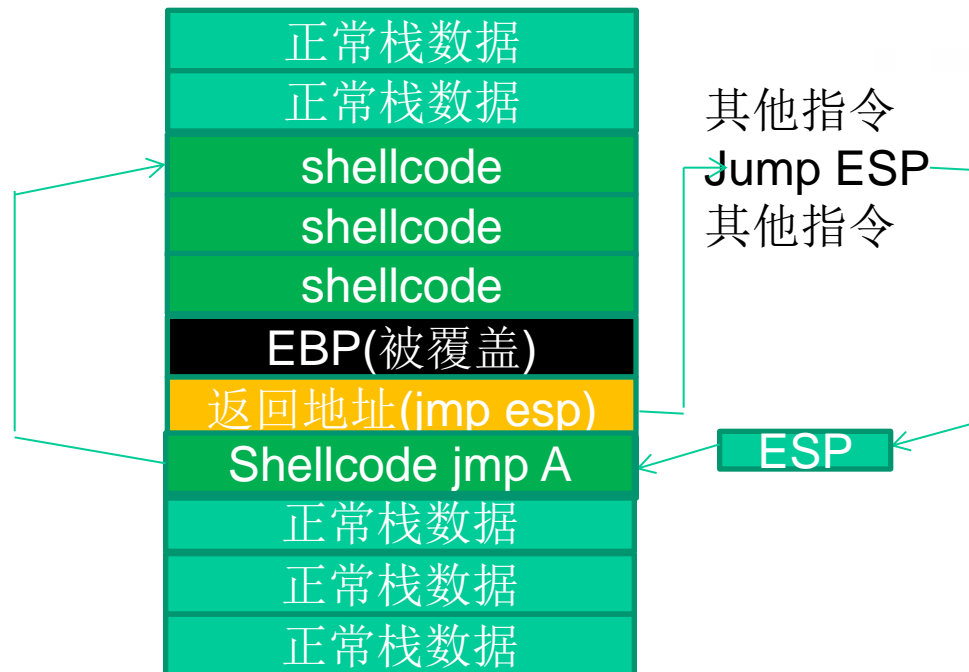 正常栈数据
正常栈数据
shellcode
shellcode
shellcode
EBP(被覆盖)
返回地址(jmp esp)
Shellcode jmp A
正常栈数据
正常栈数据
正常栈数据
其他指令
Jump ESP
其他指令
ESP